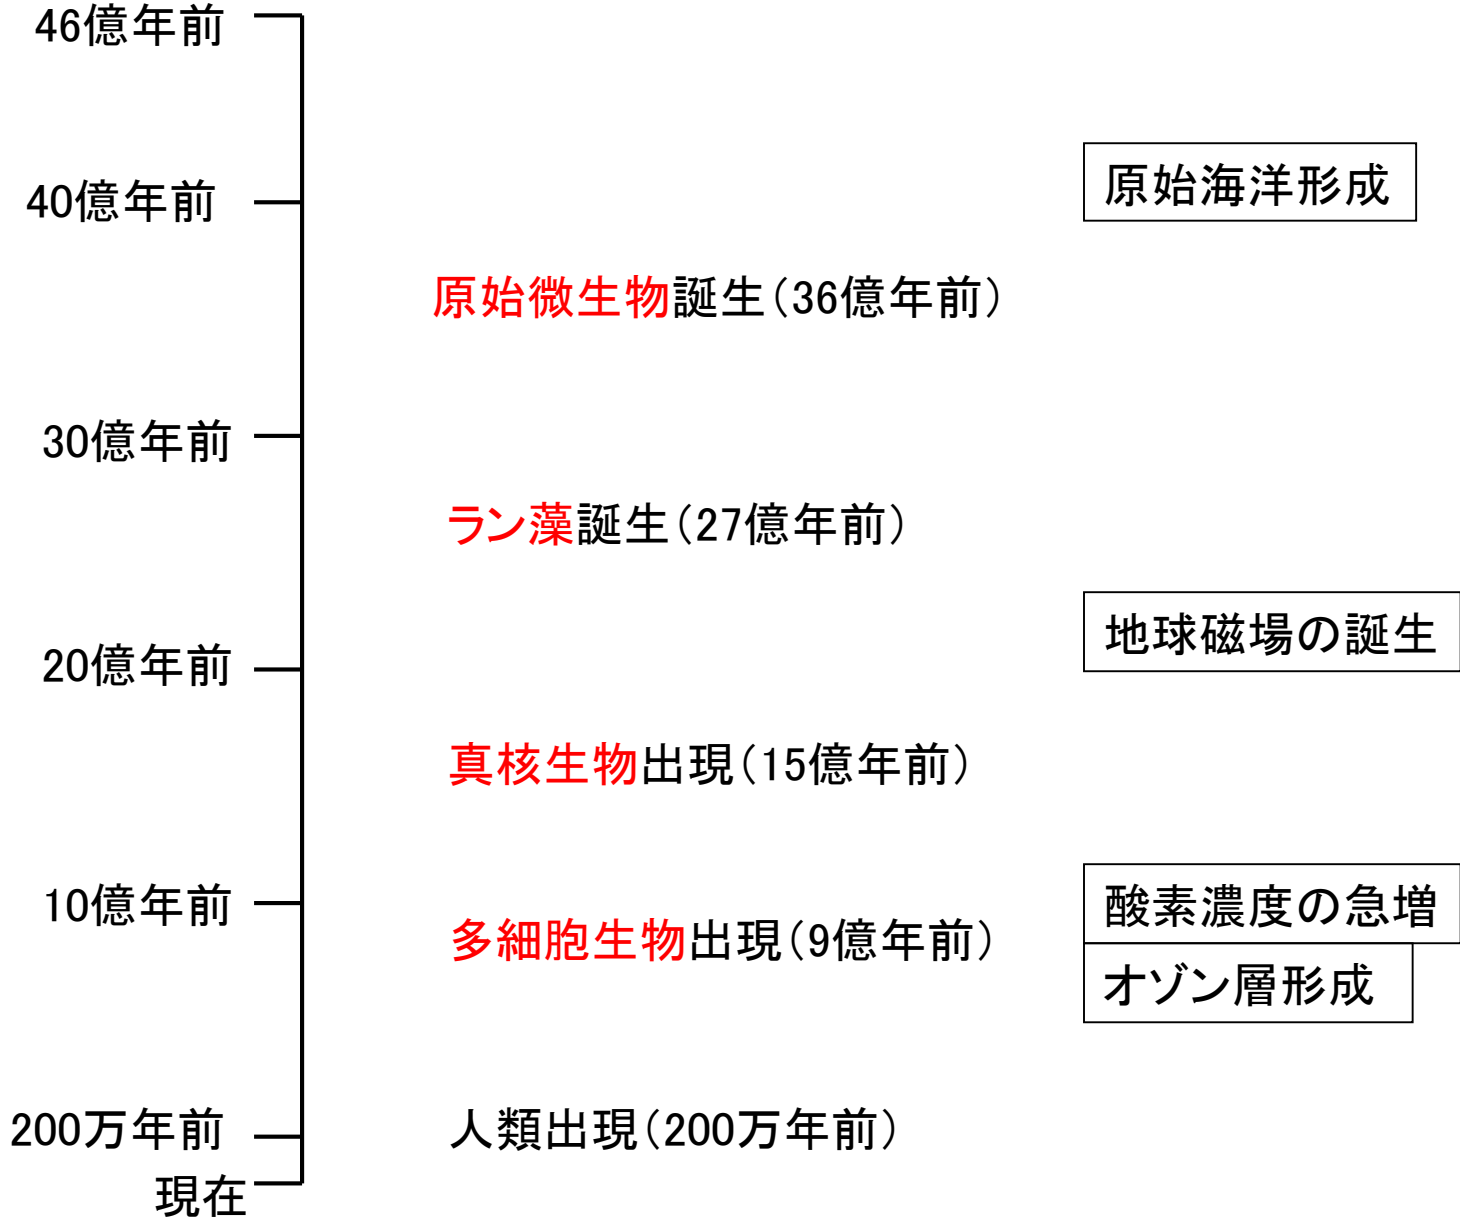 46億年前
原始海洋形成
40億年前
原始微生物誕生(36億年前)
30億年前
ラン藻誕生(27億年前)
地球磁場の誕生
20億年前
真核生物出現(15億年前)
酸素濃度の急増
10億年前
多細胞生物出現(9億年前)
オゾン層形成
200万年前
人類出現(200万年前)
現在